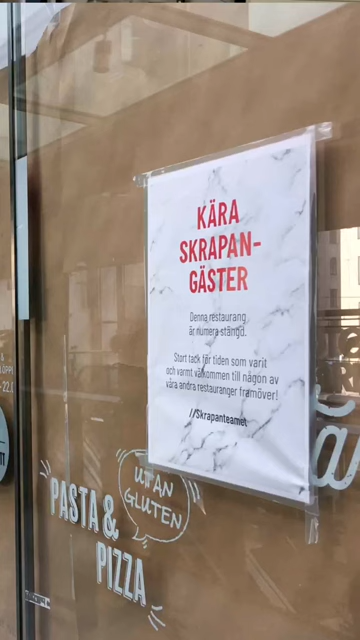 KÄRA
SKRAPAN-
GÄSTER
Denna restaurang
är numera stängd.
Stort tack för tiden som varit
och varmt välkommen till någon av
våra andra restauranger framöver!
//Skrapanteamet
UTAN
GLUTEN
PASTA &
PIZZA